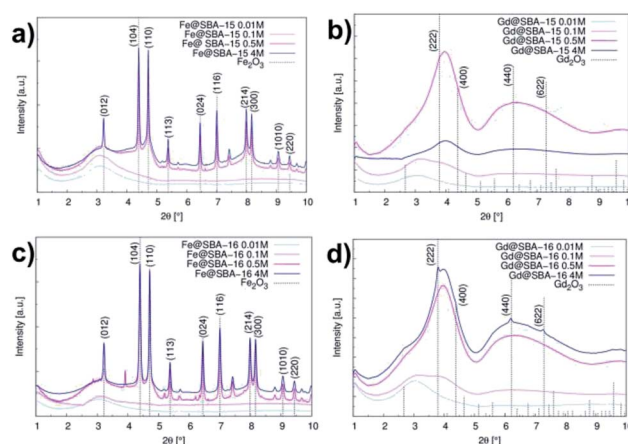 a)
Fe@SBA-15 0.01M
Fe@SBA-15 0.1M
Fe@ SBA-15 0.5M
Fe@SBA-15 4M
Fe₂O₃
(012)
(104)
(110)
(113)
(024)
(116)
(214)
(300)
(1010)
(220)
Intensity [a.u.]
1 2 3 4 5 6 7 8 9 10
2θ [°]
b)
Gd@SBA-15 0.01M
Gd@SBA-15 0.1M
Gd@SBA-15 0.5M
Gd@SBA-15 4M
Gd₂O₃
(222)
(400)
(440)
(622)
Intensity [a.u.]
1 2 3 4 5 6 7 8 9 10
2θ [°]
c)
Fe@SBA-16 0.01M
Fe@SBA-16 0.1M
Fe@SBA-16 0.5M
Fe@SBA-16 4M
Fe₂O₃
(012)
(104)
(110)
(113)
(024)
(116)
(214)
(300)
(1010)
(220)
Intensity [a.u.]
1 2 3 4 5 6 7 8 9 10
2θ [°]
d)
Gd@SBA-16 0.01M
Gd@SBA-16 0.1M
Gd@SBA-16 0.5M
Gd@SBA-16 4M
Gd₂O₃
(222)
(400)
(440)
(622)
Intensity [a.u.]
1 2 3 4 5 6 7 8 9 10
2θ [°]